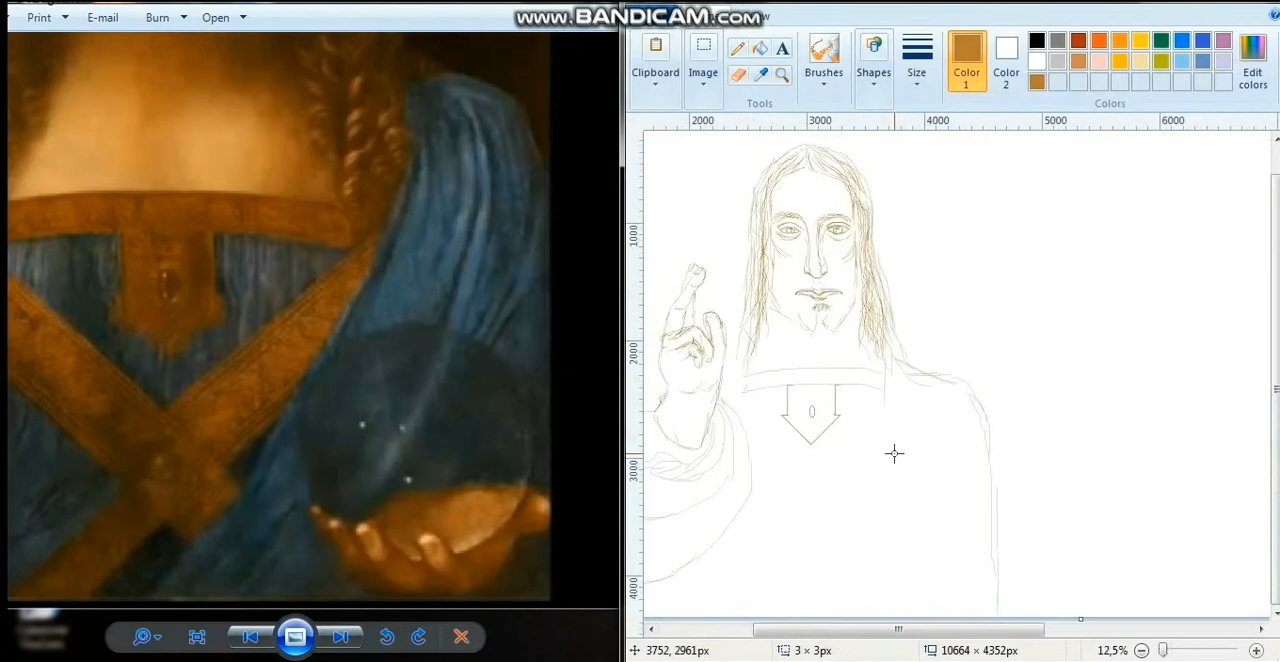 Print E-mail Burn Open
www.BANDICAM.com
Clipboard Image Tools Brushes Shapes Size Color 1 Color 2 Edit colors
Colors
2000 3000 4000 5000 6000
1000
2000
3000
4000
3752, 2961px 3 × 3px 10664 × 4352px 12,5%